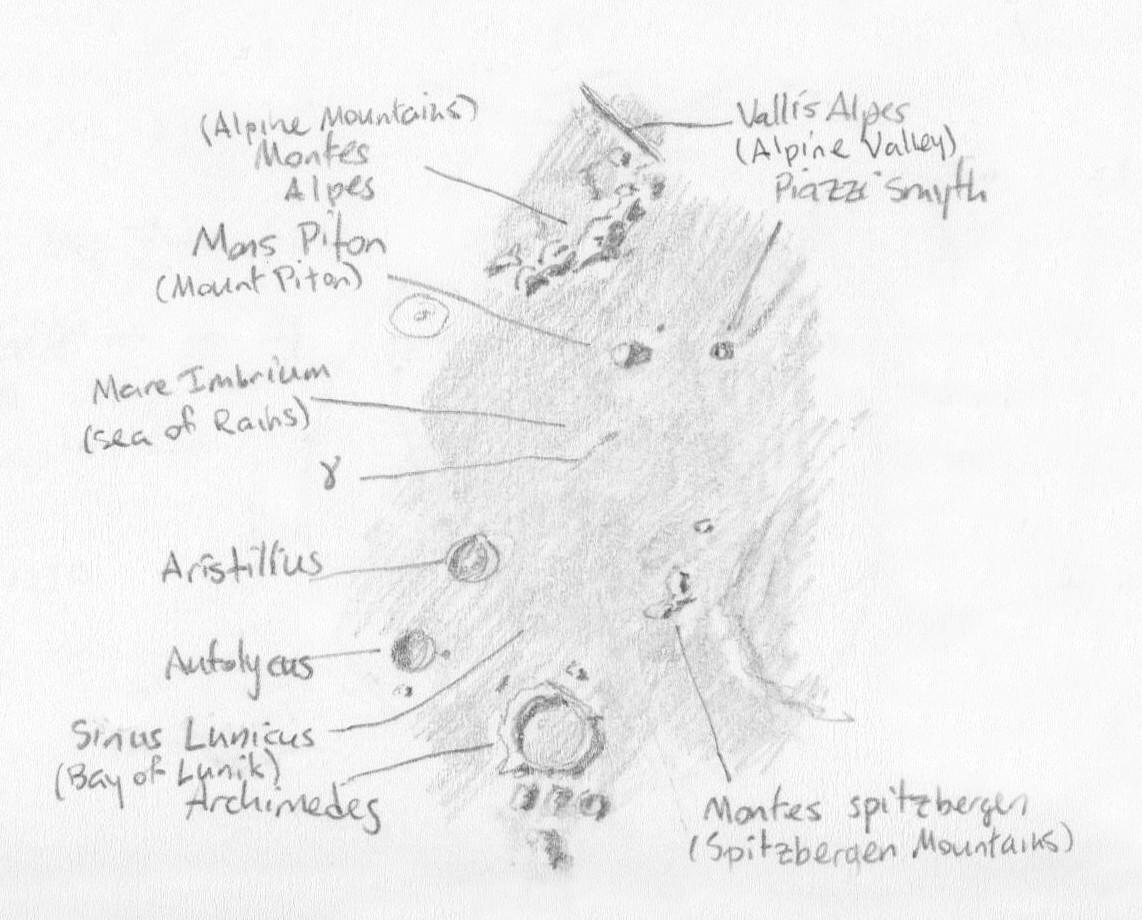 (Alpine Mountains)
Montes
Alpes
Vallis Alpes
(Alpine Valley)
Piazzi Smyth
Mons Piton
(Mount Piton)
Mare Imbrium
(Sea of Rains)
γ
Aristillus
Autolycus
Sinus Lunicus
(Bay of Lunik)
Archimedes
Montes spitzbergen
(Spitzbergen Mountains)